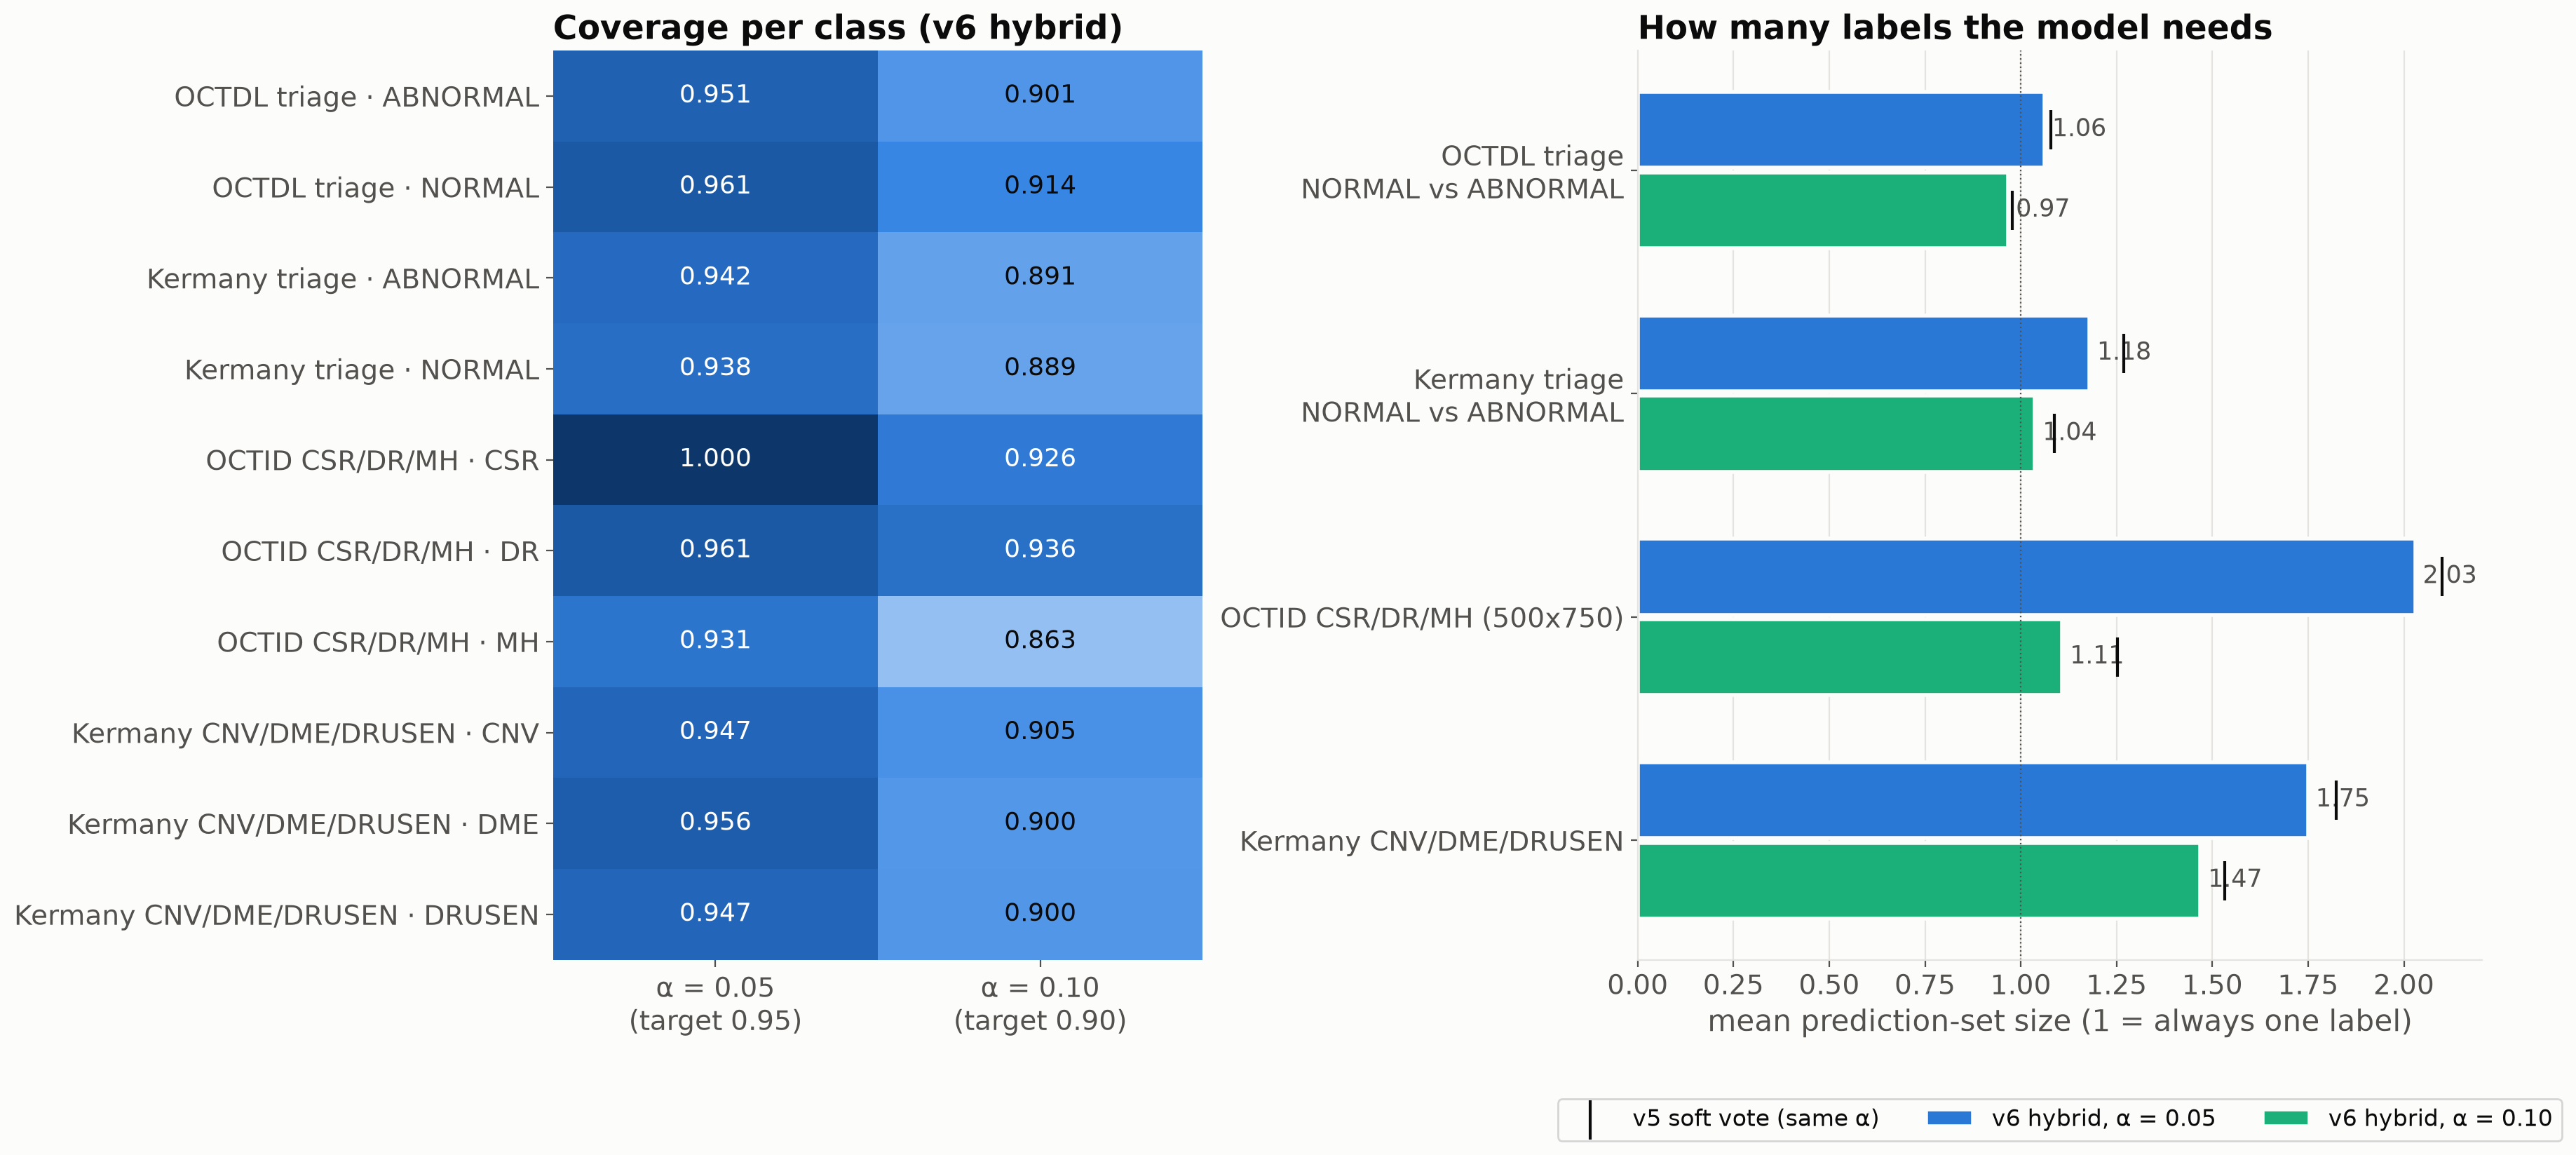 Coverage per class (v6 hybrid)
OCTDL triage · ABNORMAL 0.951 0.901
OCTDL triage · NORMAL 0.961 0.914
Kermany triage · ABNORMAL 0.942 0.891
Kermany triage · NORMAL 0.938 0.889
OCTID CSR/DR/MH · CSR 1.000 0.926
OCTID CSR/DR/MH · DR 0.961 0.936
OCTID CSR/DR/MH · MH 0.931 0.863
Kermany CNV/DME/DRUSEN · CNV 0.947 0.905
Kermany CNV/DME/DRUSEN · DME 0.956 0.900
Kermany CNV/DME/DRUSEN · DRUSEN 0.947 0.900
α = 0.05 α = 0.10
(target 0.95) (target 0.90)
How many labels the model needs
OCTDL triage
NORMAL vs ABNORMAL
1.06
0.97
Kermany triage
NORMAL vs ABNORMAL
1.18
1.04
OCTID CSR/DR/MH (500x750)
2.03
1.11
Kermany CNV/DME/DRUSEN
1.75
1.47
0.00 0.25 0.50 0.75 1.00 1.25 1.50 1.75 2.00
mean prediction-set size (1 = always one label)
v5 soft vote (same α) v6 hybrid, α = 0.05 v6 hybrid, α = 0.10